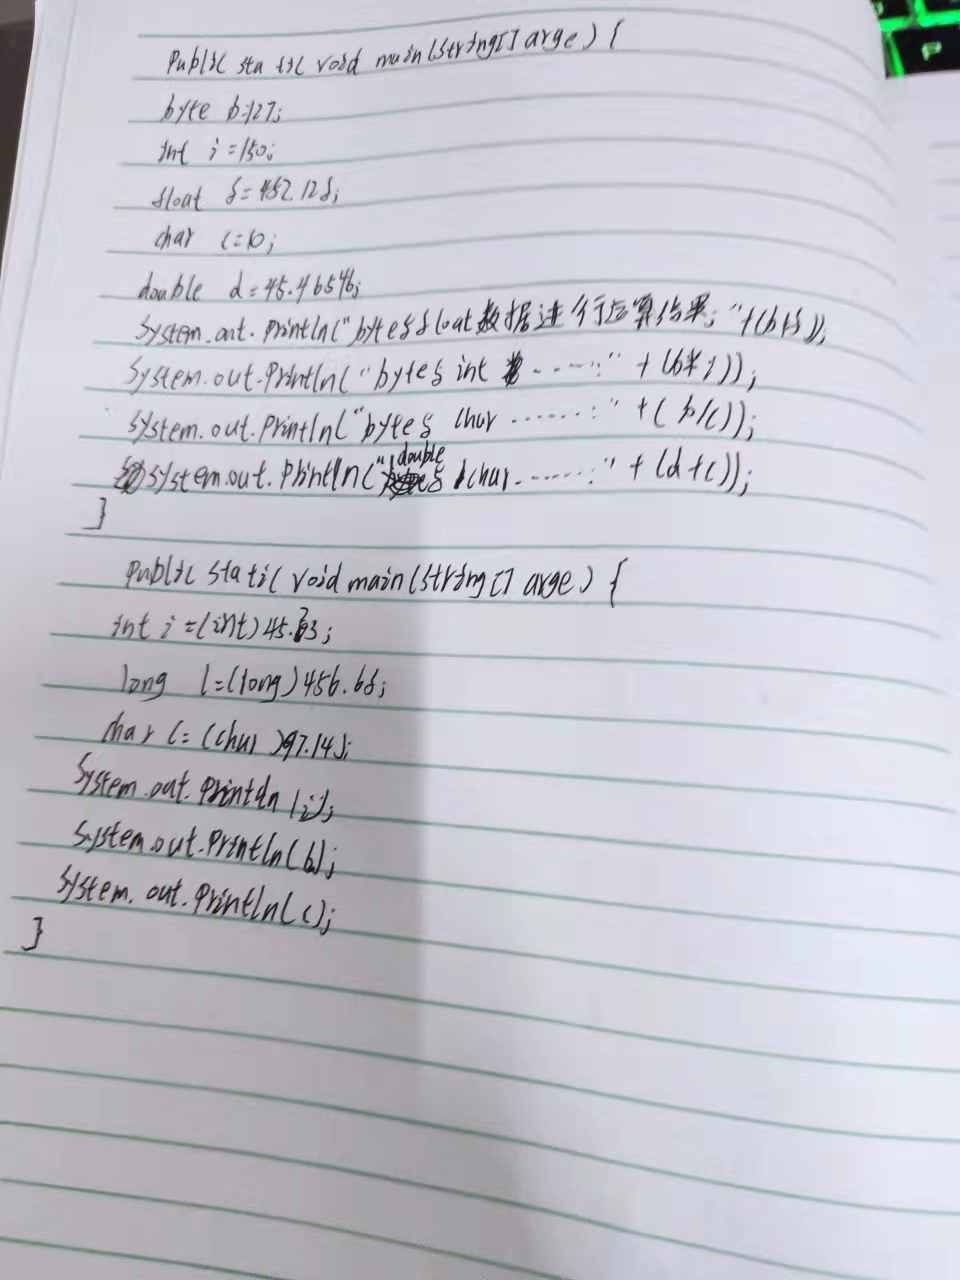 P
public static void main(String[] arge) {
byte b=127;
int i=150;
float f=452.12f;
char c=10;
double d=45.46546;
System.out.println("byte与float数据进行运算结果:"+(b+f));
System.out.println("byte与int ······:"+(b*i));
System.out.println("byte与char ······:"+(b/c));
System.out.println("double与char ······:"+(d+c));
}
public static void main(String[] arge) {
int i=(int)45.23;
long l=(long)456.6f;
char c=(char)97.14f;
System.out.println(i);
System.out.println(b);
System.out.println(c);
}